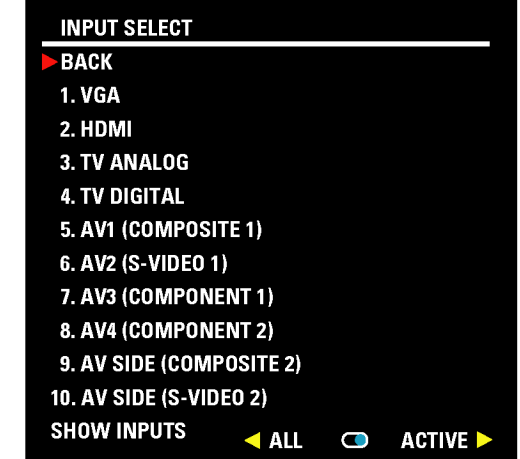 INPUT SELECT
BACK
1. VGA
2. HDMI
3. TV ANALOG
4. TV DIGITAL
5. AV1 (COMPOSITE 1)
6. AV2 (S-VIDEO 1)
7. AV3 (COMPONENT 1)
8. AV4 (COMPONENT 2)
9. AV SIDE (COMPOSITE 2)
10. AV SIDE (S-VIDEO 2)
SHOW INPUTS ALL ACTIVE